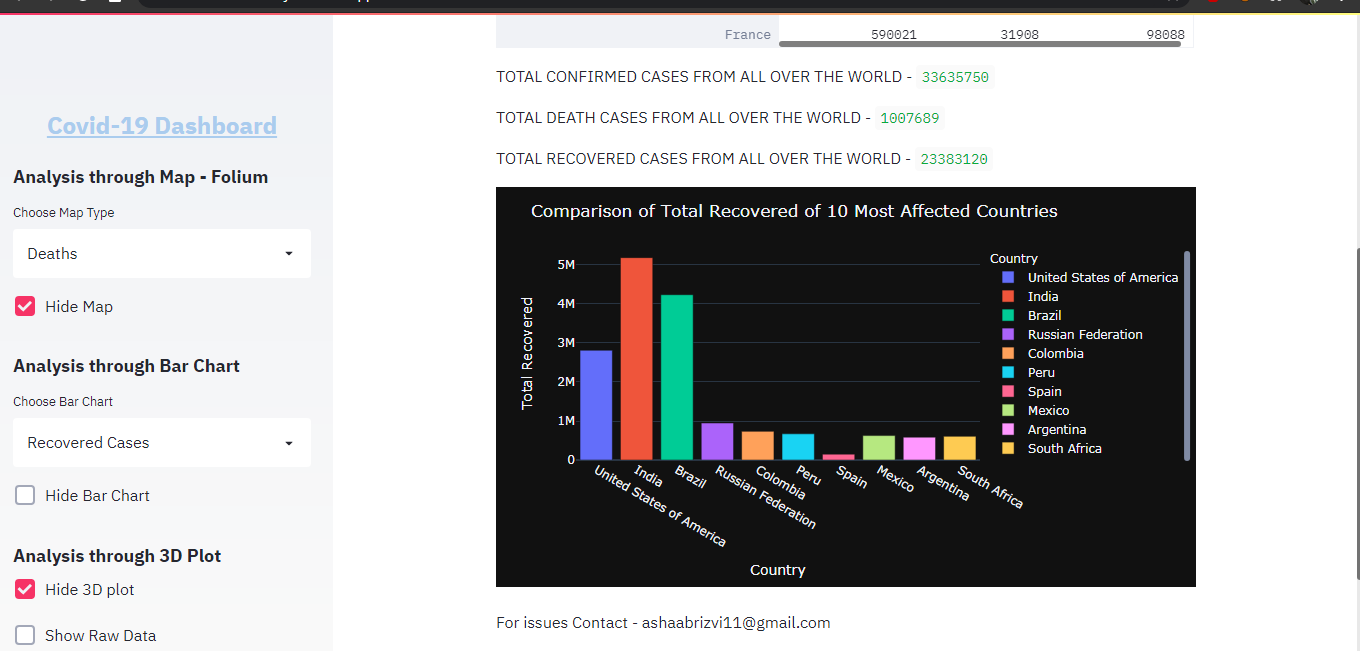 Covid-19 Dashboard
Analysis through Map - Folium
Choose Map Type
Deaths
Hide Map
Analysis through Bar Chart
Choose Bar Chart
Recovered Cases
Hide Bar Chart
Analysis through 3D Plot
Hide 3D plot
Show Raw Data
France 590021 31908 98088
TOTAL CONFIRMED CASES FROM ALL OVER THE WORLD - 33635750
TOTAL DEATH CASES FROM ALL OVER THE WORLD - 1007689
TOTAL RECOVERED CASES FROM ALL OVER THE WORLD - 23383120
Comparison of Total Recovered of 10 Most Affected Countries
Total Recovered
5M
4M
3M
2M
1M
0
United States of America
India
Brazil
Russian Federation
Colombia
Peru
Spain
Mexico
Argentina
South Africa
Country
Country
United States of America
India
Brazil
Russian Federation
Colombia
Peru
Spain
Mexico
Argentina
South Africa
For issues Contact - ashaabrizvi11@gmail.com